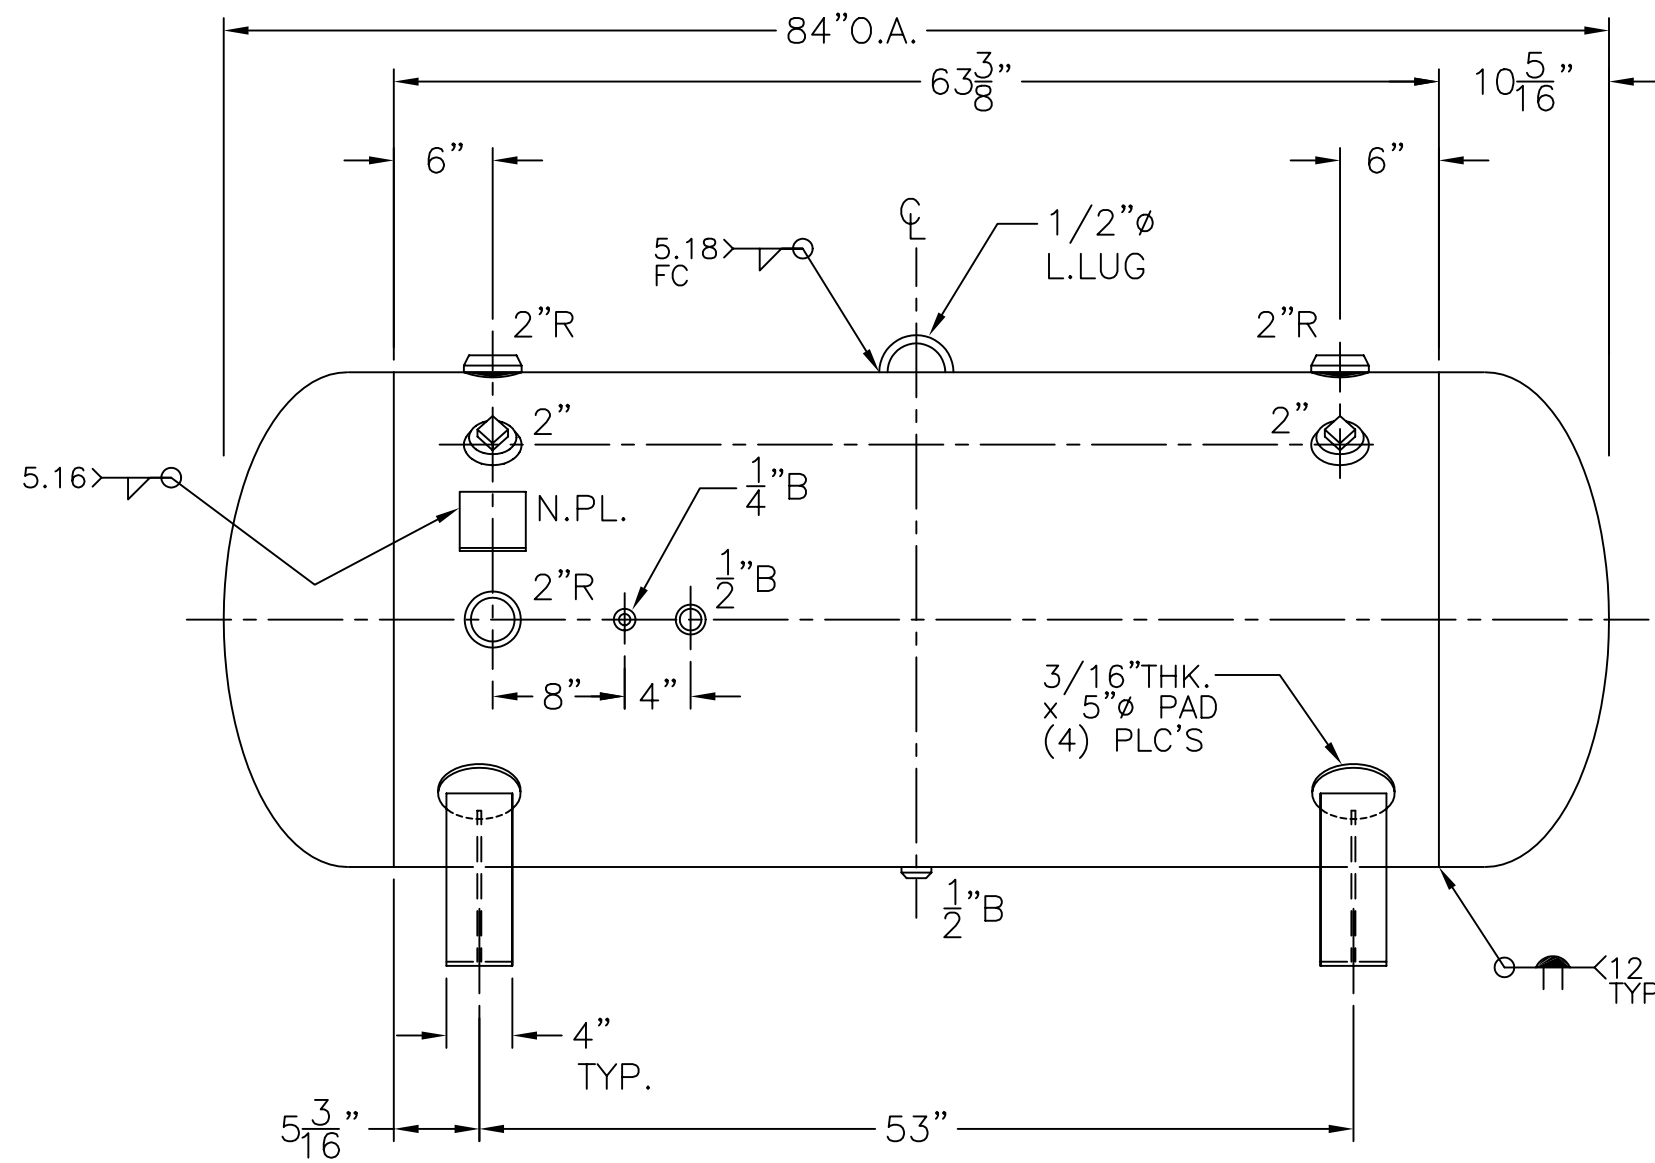 84"O.A.
63 3/8"
10 5/16"
6"
6"
℄
1/2"ø
L.LUG
5.18
FC
2"R
2"R
2"
2"
5.16
1/4"B
N.PL.
2"R
1/2"B
8"
4"
3/16"THK.
x 5"ø PAD
(4) PLC'S
1/2"B
12
TYP
4"
TYP.
5 3/16"
53"